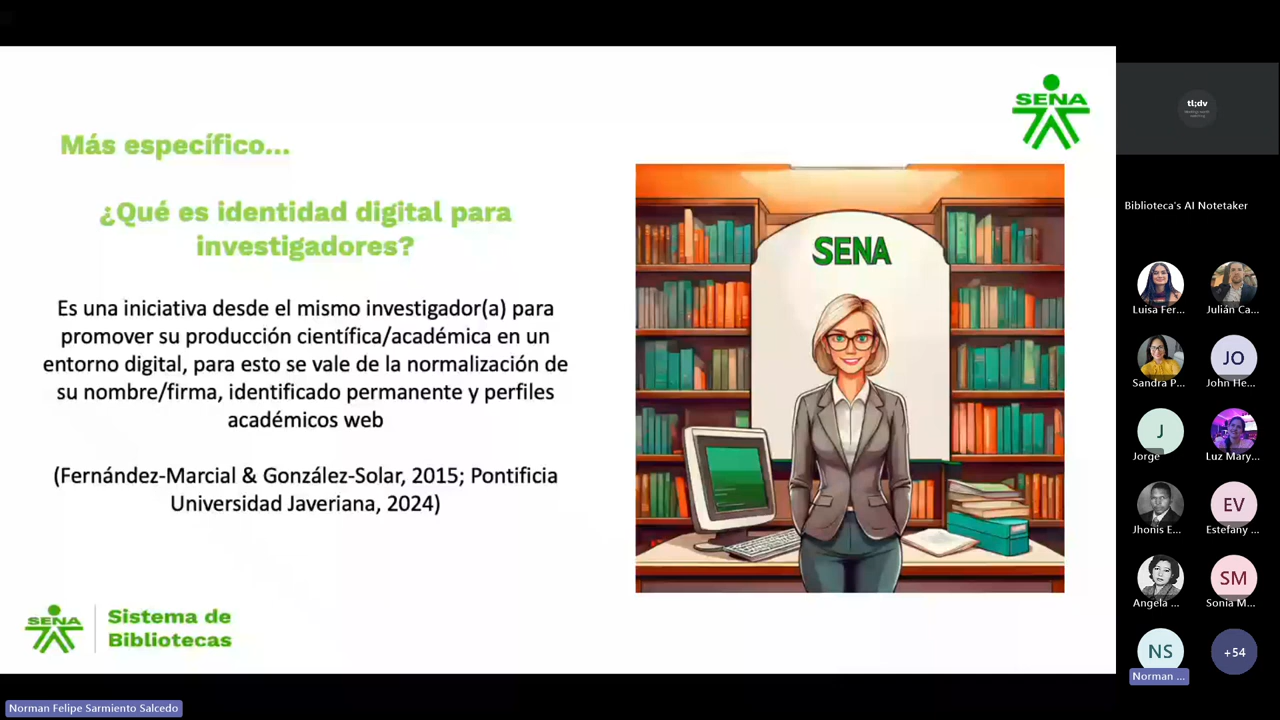 SENA
Más específico...
¿Qué es identidad digital para
investigadores?
Es una iniciativa desde el mismo investigador(a) para
promover su producción científica/académica en un
entorno digital, para esto se vale de la normalización de
su nombre/firma, identificado permanente y perfiles
académicos web
(Fernández-Marcial & González-Solar, 2015; Pontificia
Universidad Javeriana, 2024)
SENA
SENA
Sistema de
Bibliotecas
tl;dv
Biblioteca's AI Notetaker
Luisa Fer...
Julián Ca...
Sandra P...
JO
John He...
J
Jorge
Luz Mary...
Jhonis E...
EV
Estefany ...
Angela ...
SM
Sonia M...
NS
Norman ...
+54
Norman Felipe Sarmiento Salcedo